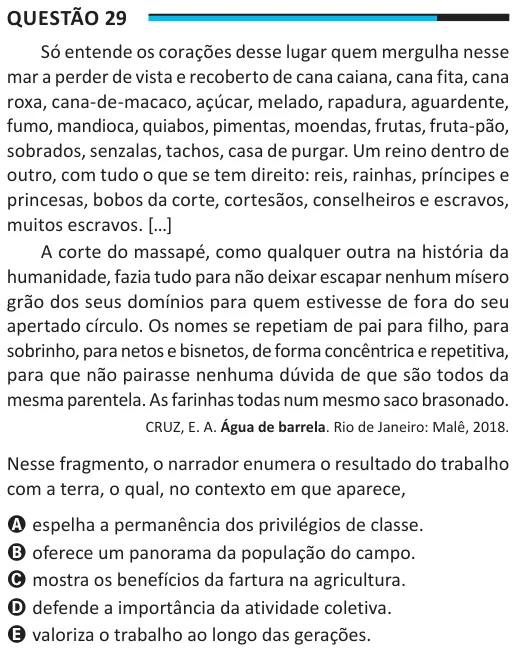 QUESTÃO 29
Só entende os corações desse lugar quem mergulha nesse
mar a perder de vista e recoberto de cana caiana, cana fita, cana
roxa, cana-de-macaco, açúcar, melado, rapadura, aguardente,
fumo, mandioca, quiabos, pimentas, moendas, frutas, fruta-pão,
sobrados, senzalas, tachos, casa de purgar. Um reino dentro de
outro, com tudo o que se tem direito: reis, rainhas, príncipes e
princesas, bobos da corte, cortesãos, conselheiros e escravos,
muitos escravos. [...]
A corte do massapé, como qualquer outra na história da
humanidade, fazia tudo para não deixar escapar nenhum mísero
grão dos seus domínios para quem estivesse de fora do seu
apertado círculo. Os nomes se repetiam de pai para filho, para
sobrinho, para netos e bisnetos, de forma concêntrica e repetitiva,
para que não pairasse nenhuma dúvida de que são todos da
mesma parentela. As farinhas todas num mesmo saco brasonado.
CRUZ, E. A. Água de barrela. Rio de Janeiro: Malê, 2018.
Nesse fragmento, o narrador enumera o resultado do trabalho
com a terra, o qual, no contexto em que aparece,
A espelha a permanência dos privilégios de classe.
B oferece um panorama da população do campo.
C mostra os benefícios da fartura na agricultura.
D defende a importância da atividade coletiva.
E valoriza o trabalho ao longo das gerações.